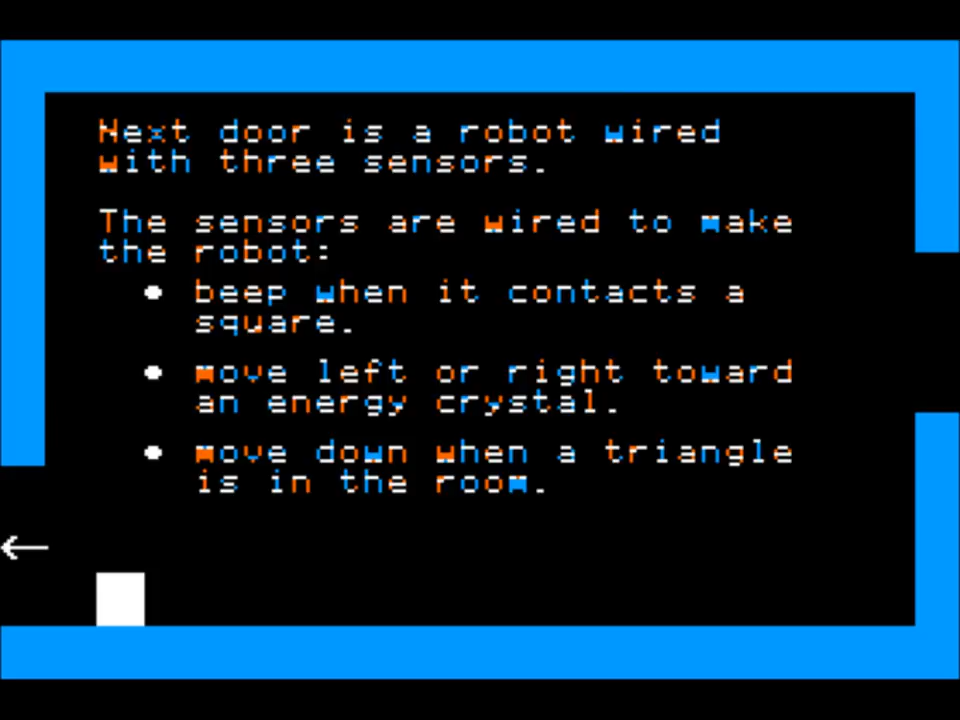 Next door is a robot wired
with three sensors.
The sensors are wired to make
the robot:
• beep when it contacts a
square.
• move left or right toward
an energy crystal.
• move down when a triangle
is in the room.